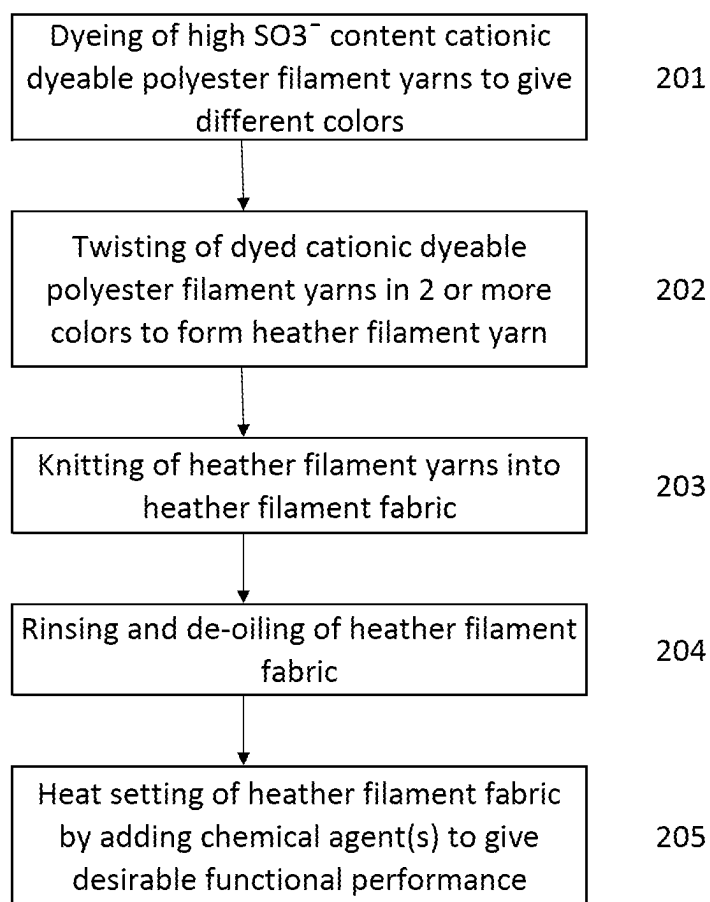 Dyeing of high SO3⁻ content cationic
dyeable polyester filament yarns to give
different colors
201
Twisting of dyed cationic dyeable
polyester filament yarns in 2 or more
colors to form heather filament yarn
202
Knitting of heather filament yarns into
heather filament fabric
203
Rinsing and de-oiling of heather filament
fabric
204
Heat setting of heather filament fabric
by adding chemical agent(s) to give
desirable functional performance
205